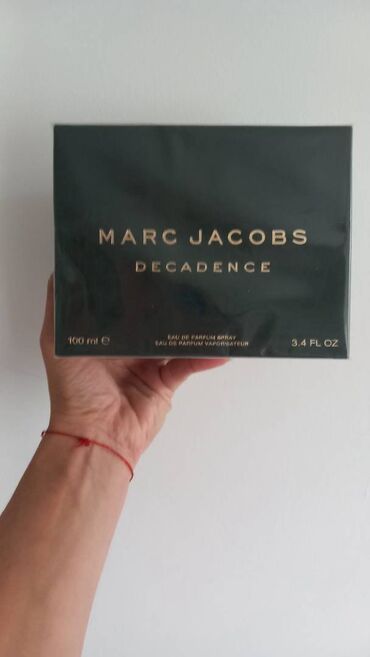 MARC JACOBS
DECADENCE
100 ml ℮
EAU DE PARFUM SPRAY
EAU DE PARFUM VAPORISATEUR
3.4 FL OZ